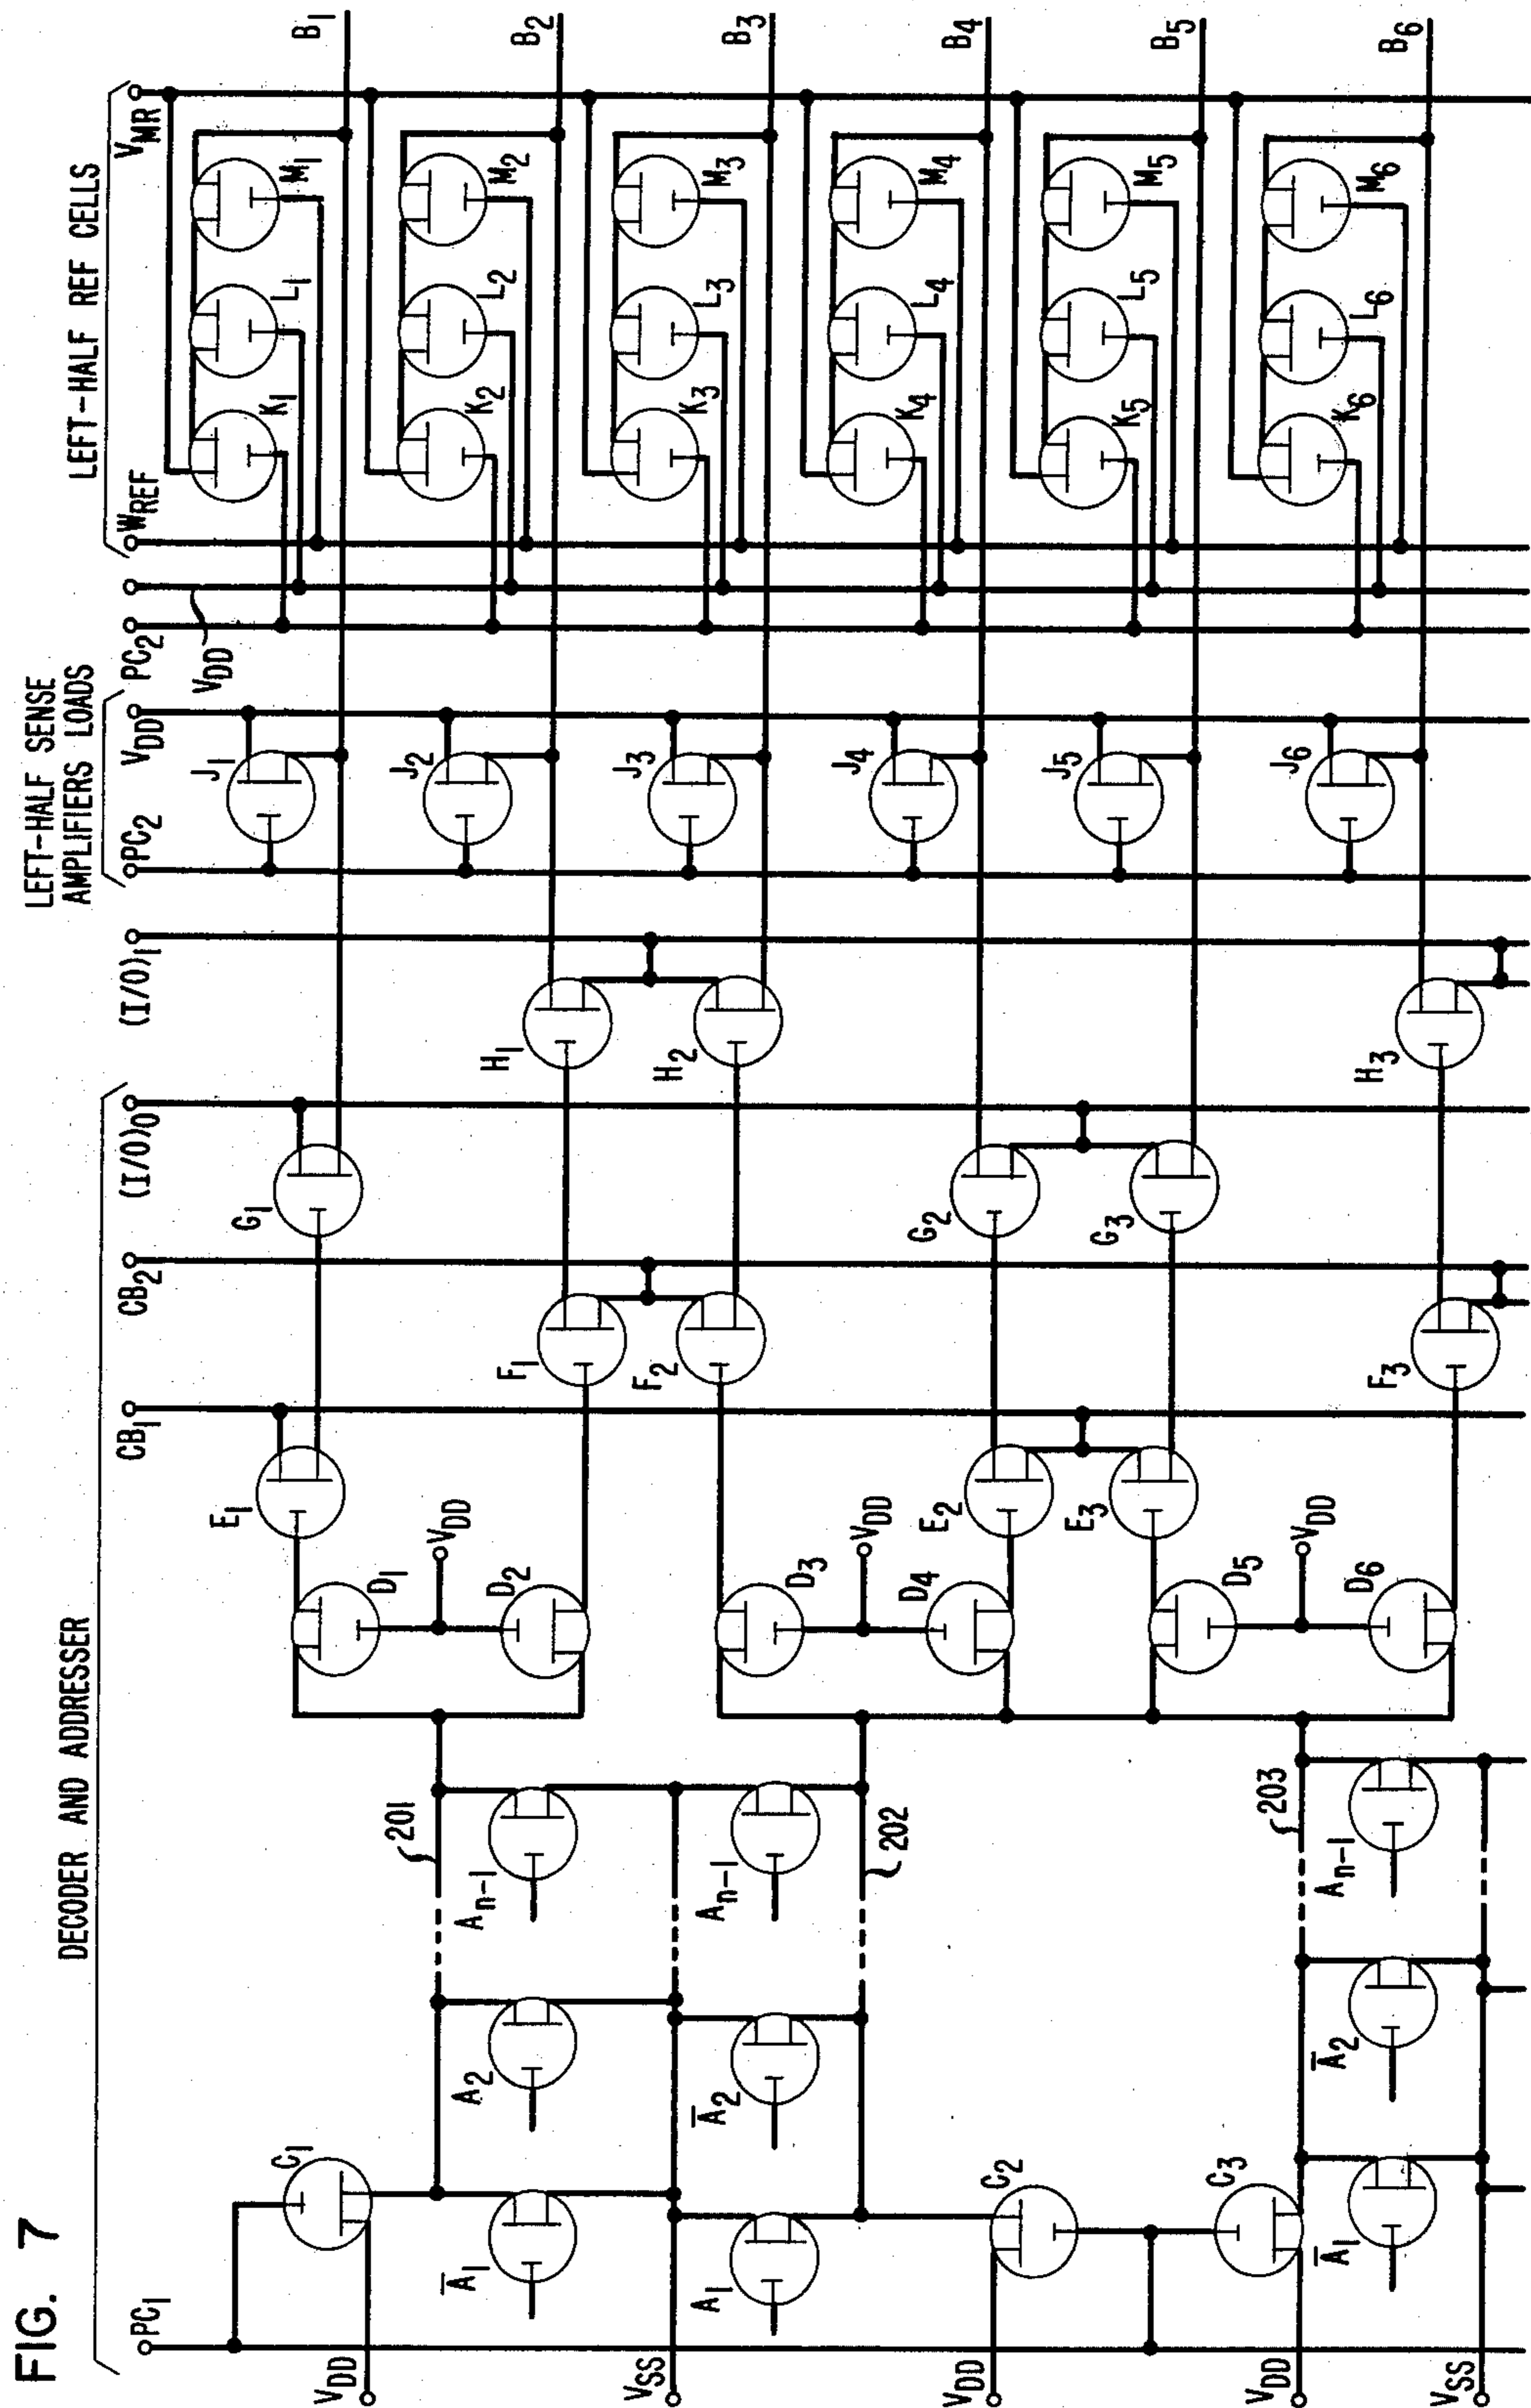 FIG. 7
DECODER AND ADDRESSER
LEFT-HALF SENSE
AMPLIFIERS LOADS
LEFT-HALF REF CELLS
PC1
CB1
CB2
(I/O)0
(I/O)1
PC2
VDD
PC2
VDD
WREF
VMR
B1
B2
B3
B4
B5
B6
VDD
VSS
VDD
VDD
VSS
C1
C2
C3
A̅1
A2
An-1
201
A1
A̅2
An-1
202
A̅1
A̅2
An-1
203
D1
VDD
D2
D3
VDD
D4
D5
VDD
D6
E1
E2
E3
F1
F2
F3
G1
G2
G3
H1
H2
H3
J1
J2
J3
J4
J5
J6
K1
L1
M1
K2
L2
M2
K3
L3
M3
K4
L4
M4
K5
L5
M5
K6
L6
M6